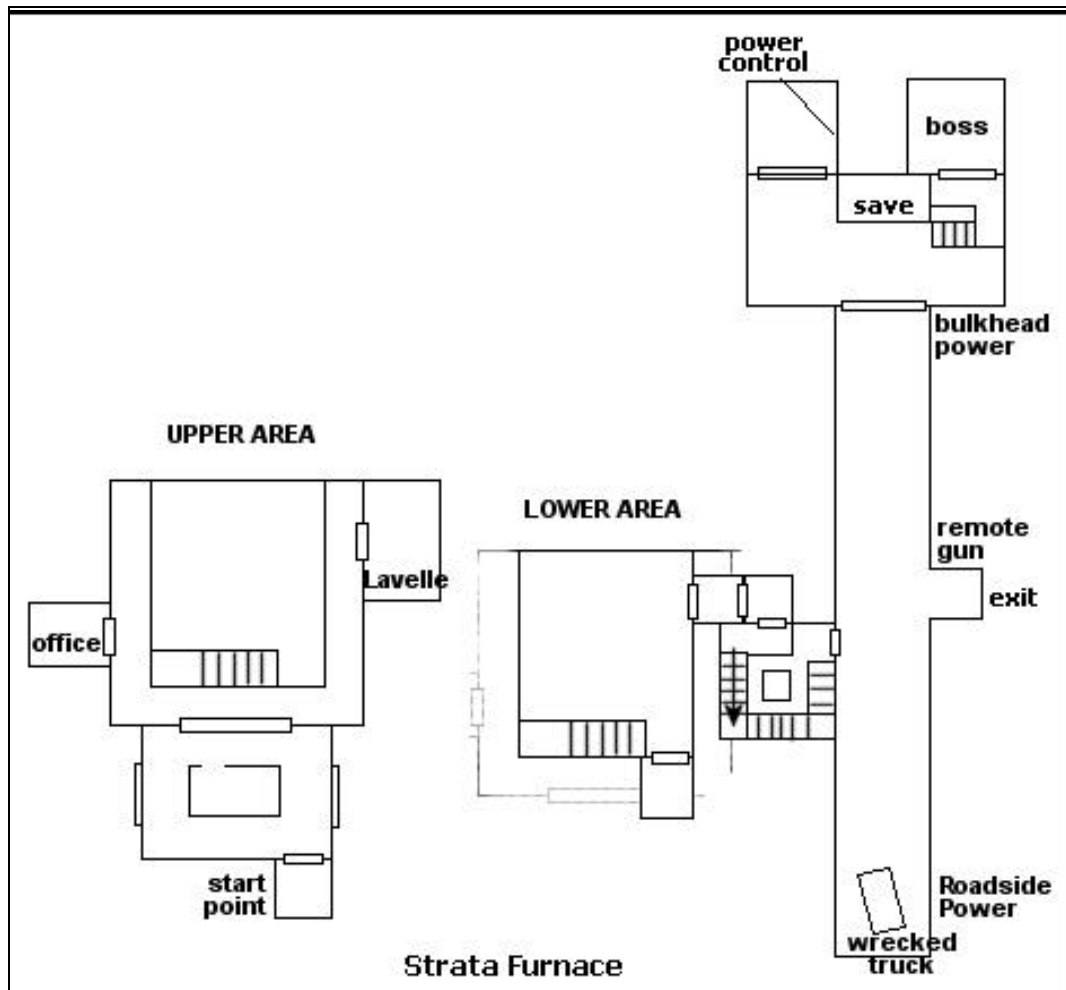 power
control
boss
save
bulkhead
power
UPPER AREA
LOWER AREA
remote
gun
Lavelle
exit
office
start
point
Roadside
Power
wrecked
truck
Strata Furnace